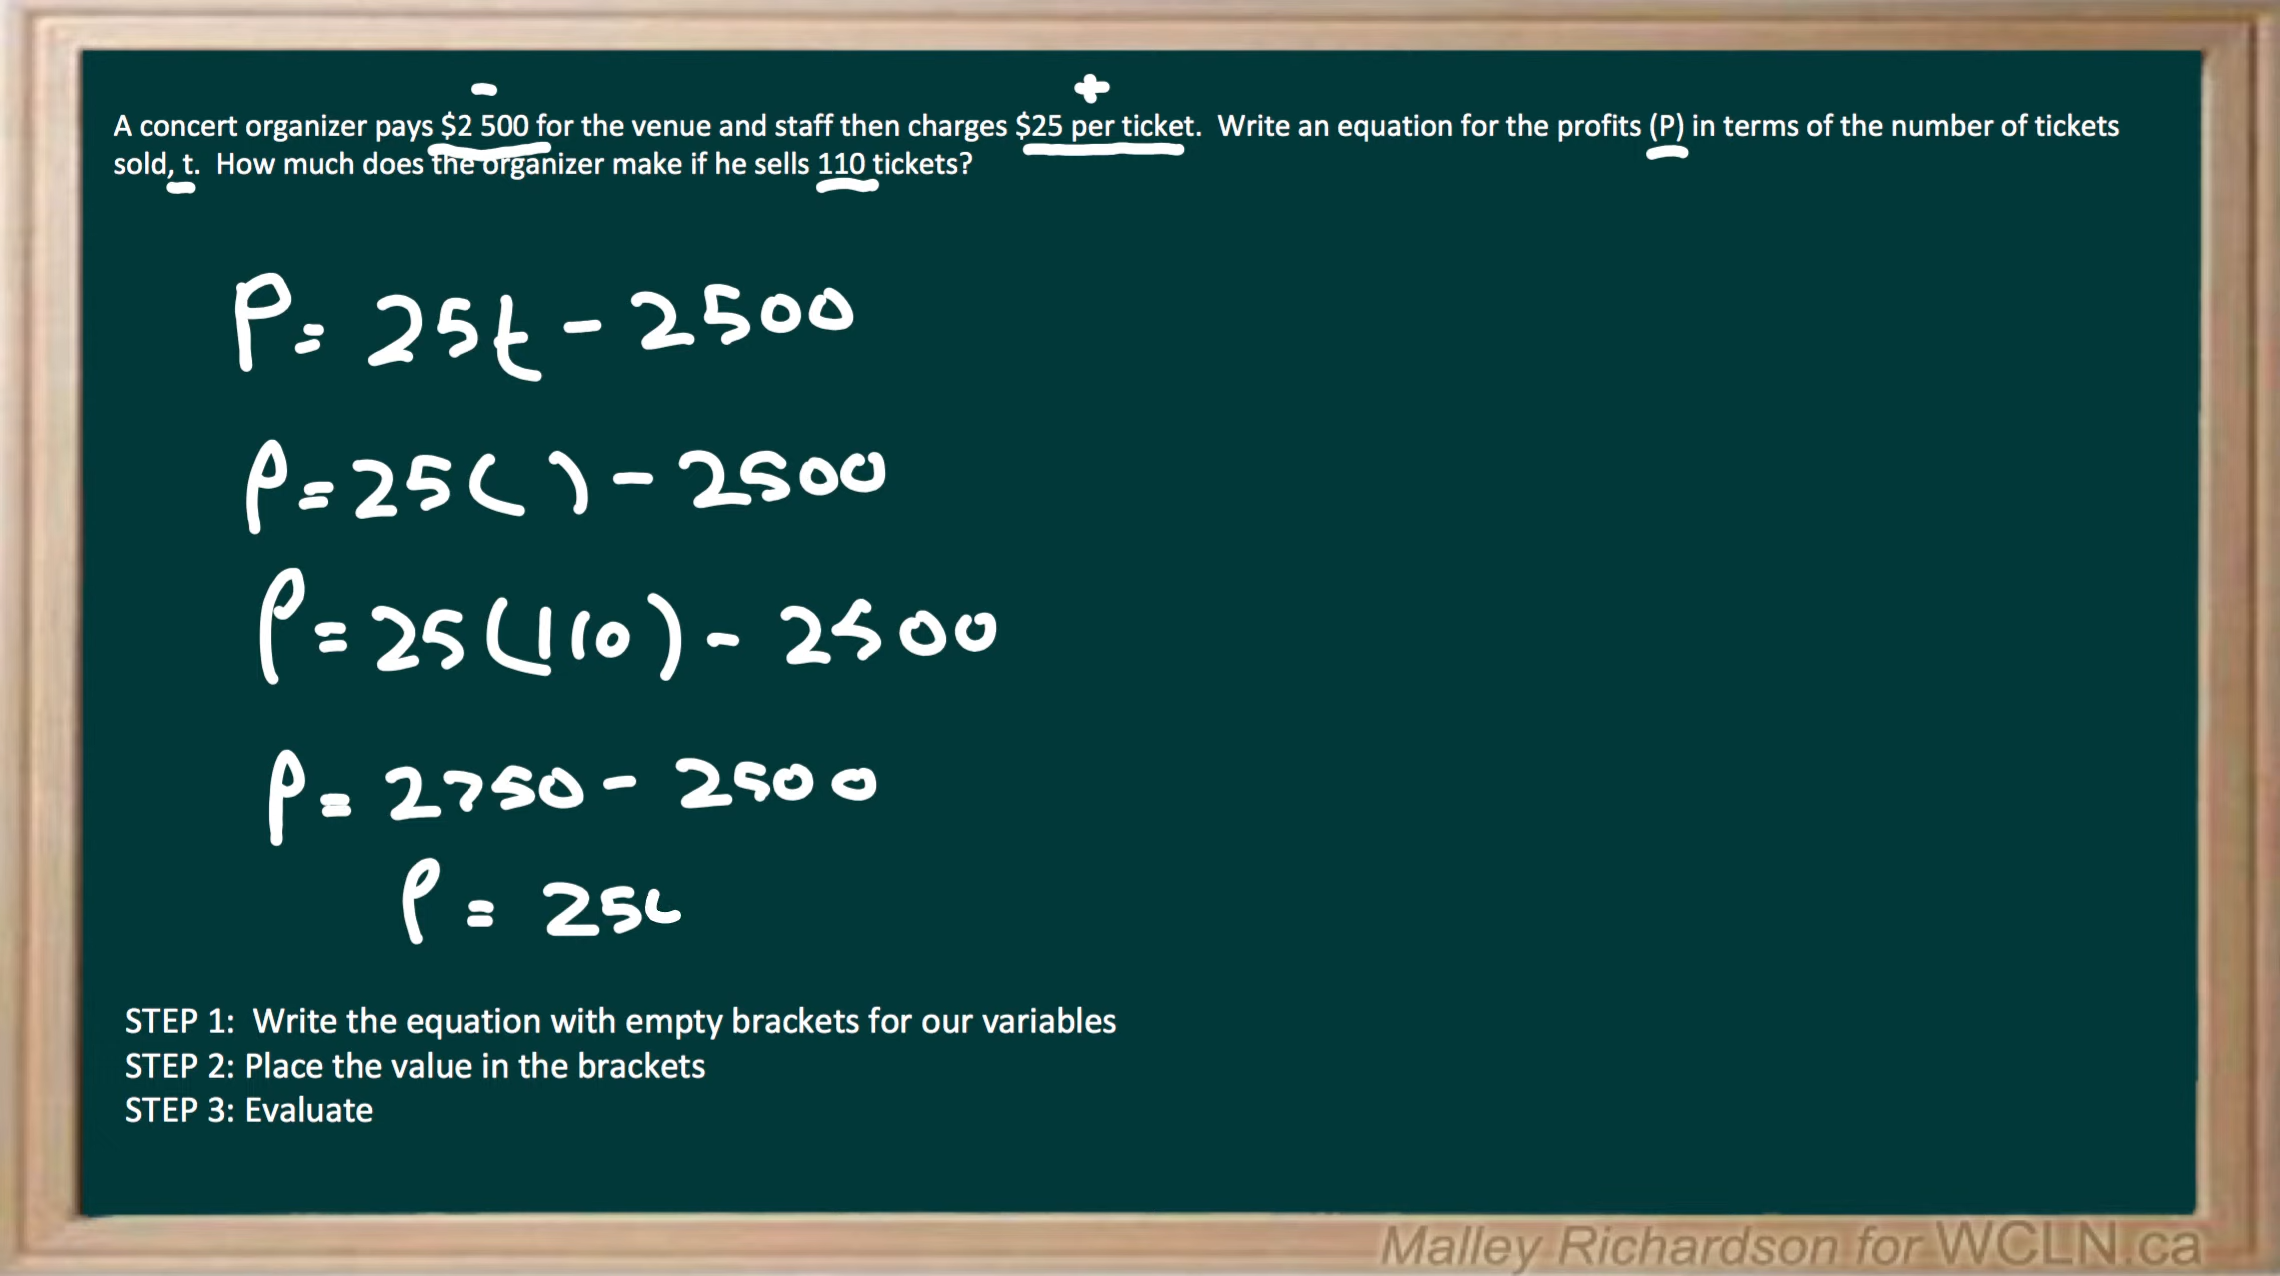 A concert organizer pays $2 500 for the venue and staff then charges $25 per ticket.  Write an equation for the profits (P) in terms of the number of tickets
sold, t.  How much does the organizer make if he sells 110 tickets?
P = 25t - 2500
P = 25( ) - 2500
P = 25(110) - 2500
P = 2750 - 2500
P = 25
STEP 1:  Write the equation with empty brackets for our variables
STEP 2: Place the value in the brackets
STEP 3: Evaluate
Malley Richardson for WCLN.ca